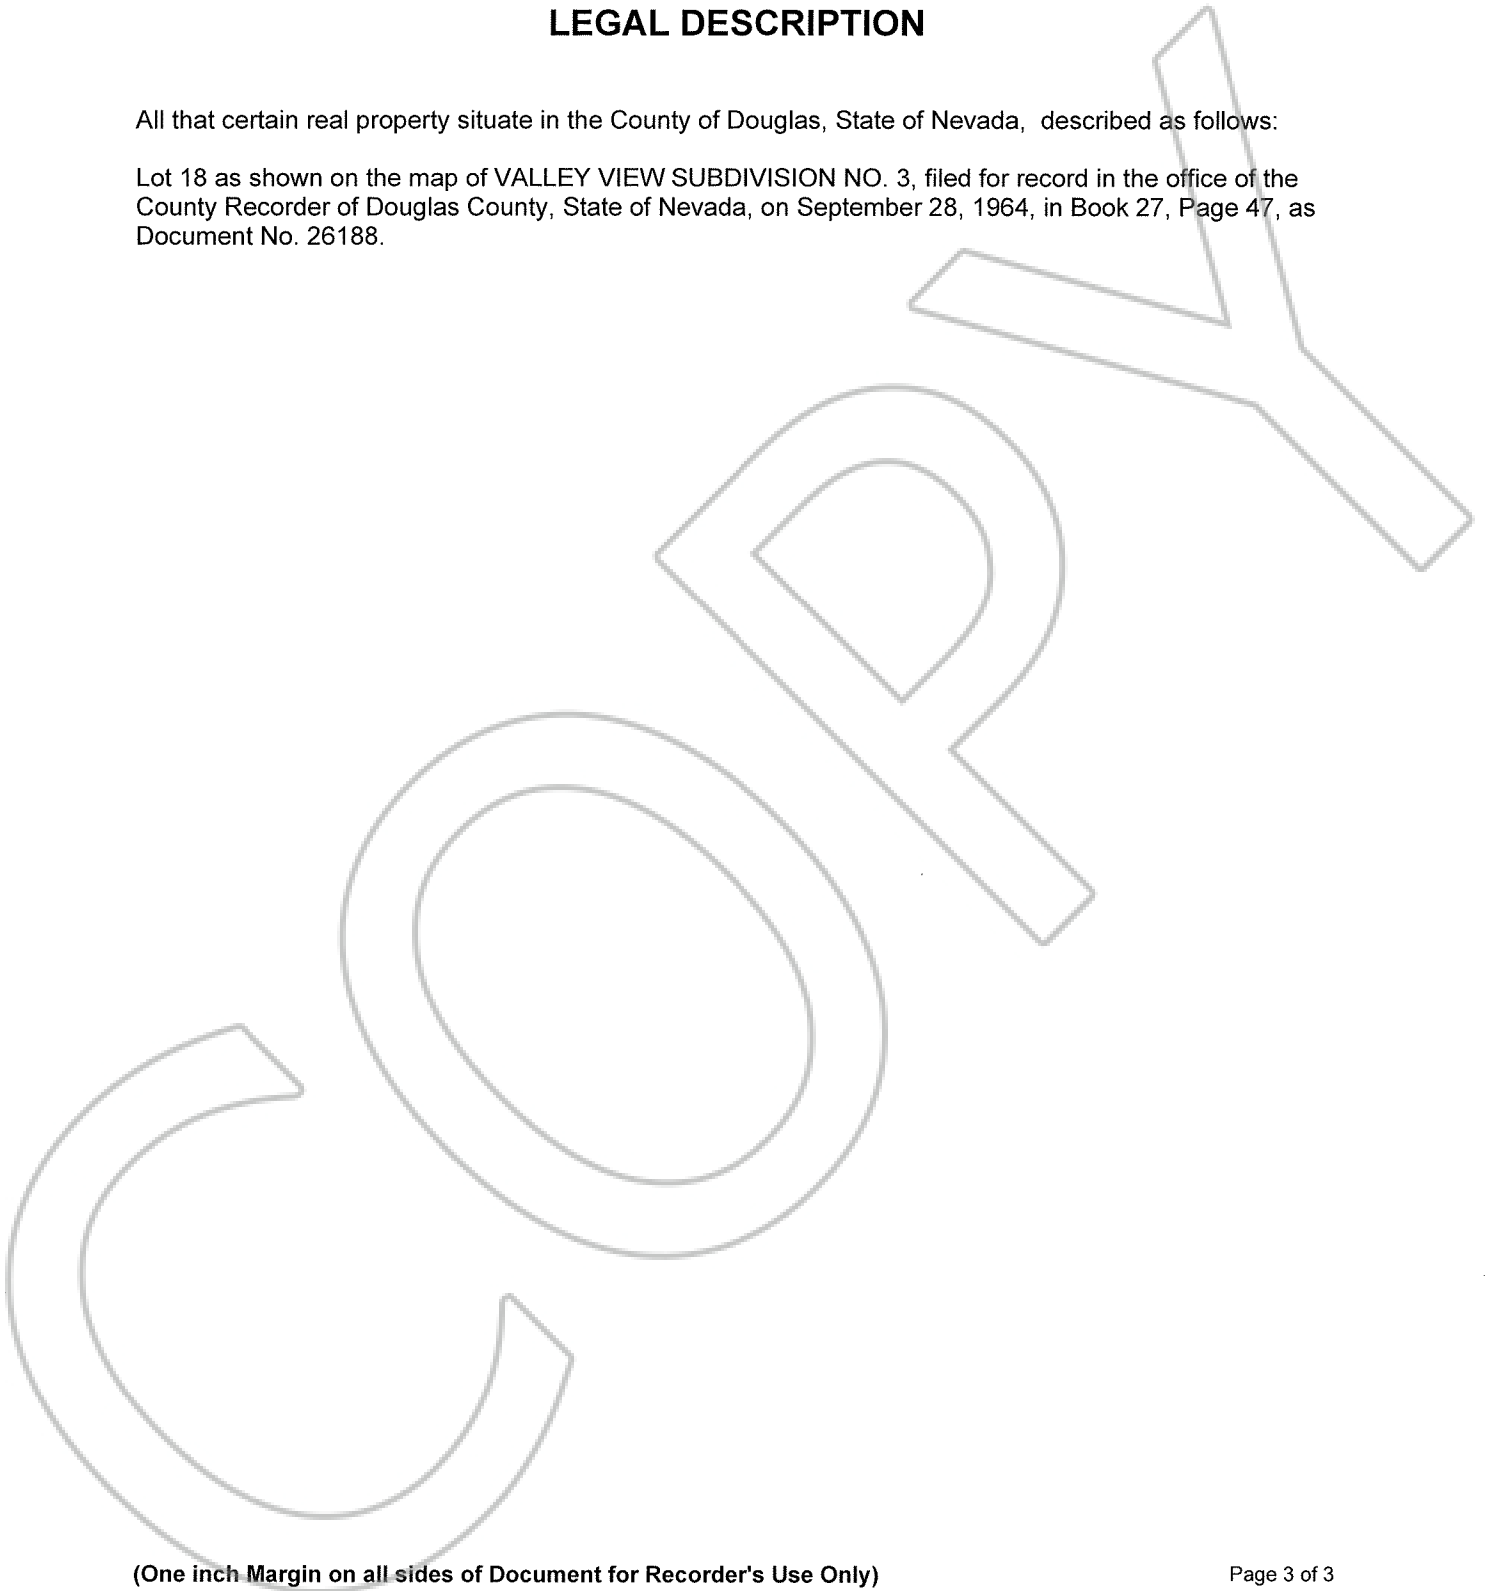 LEGAL DESCRIPTION
All that certain real property situate in the County of Douglas, State of Nevada,  described as follows:
Lot 18 as shown on the map of VALLEY VIEW SUBDIVISION NO. 3, filed for record in the office of the
County Recorder of Douglas County, State of Nevada, on September 28, 1964, in Book 27, Page 47, as
Document No. 26188.
COPY
(One inch Margin on all sides of Document for Recorder's Use Only) Page 3 of 3